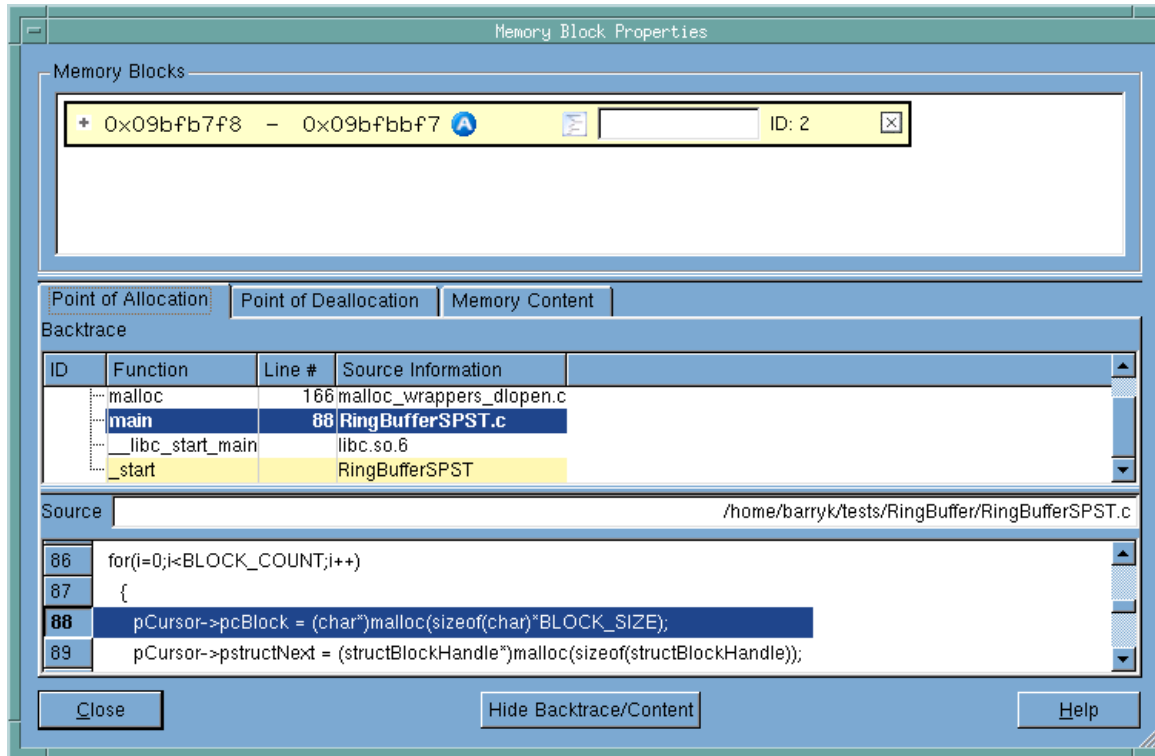 Memory Block Properties
Memory Blocks
0x09bfb7f8 - 0x09bfbbf7 A ID: 2
Point of Allocation Point of Deallocation Memory Content
Backtrace
ID Function Line # Source Information
malloc 166 malloc_wrappers_dlopen.c
main 88 RingBufferSPST.c
__libc_start_main libc.so.6
_start RingBufferSPST
Source /home/barryk/tests/RingBuffer/RingBufferSPST.c
86 for(i=0;i<BLOCK_COUNT;i++)
87 {
88 pCursor->pcBlock = (char*)malloc(sizeof(char)*BLOCK_SIZE);
89 pCursor->pstructNext = (structBlockHandle*)malloc(sizeof(structBlockHandle));
Close Hide Backtrace/Content Help